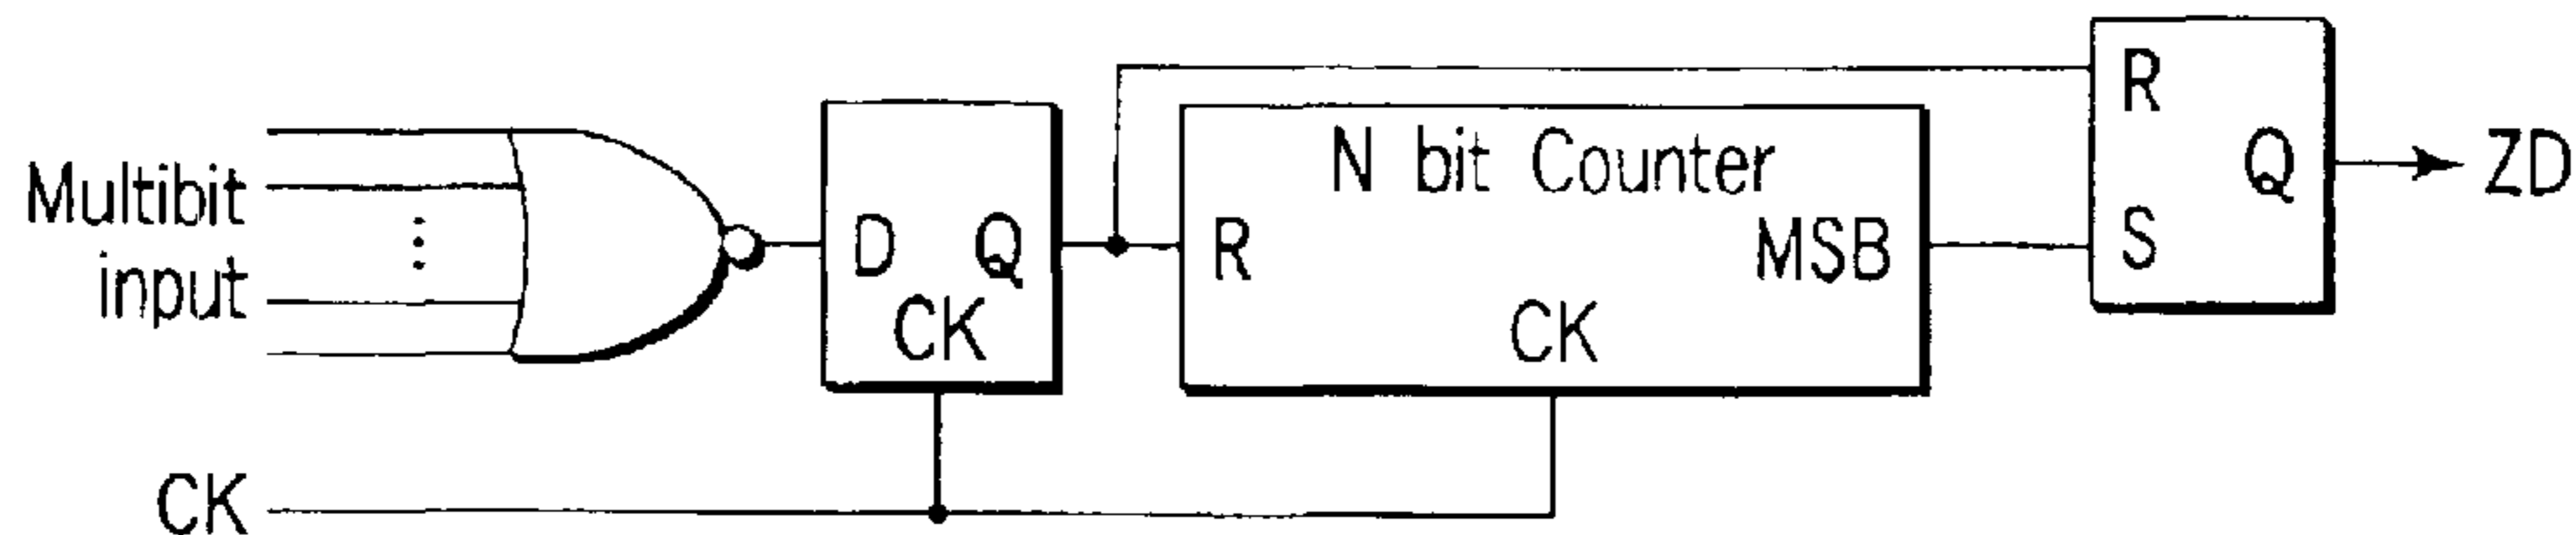 Multibit
input
D Q
CK
N bit Counter
R MSB
CK
R
Q
S
ZD
CK